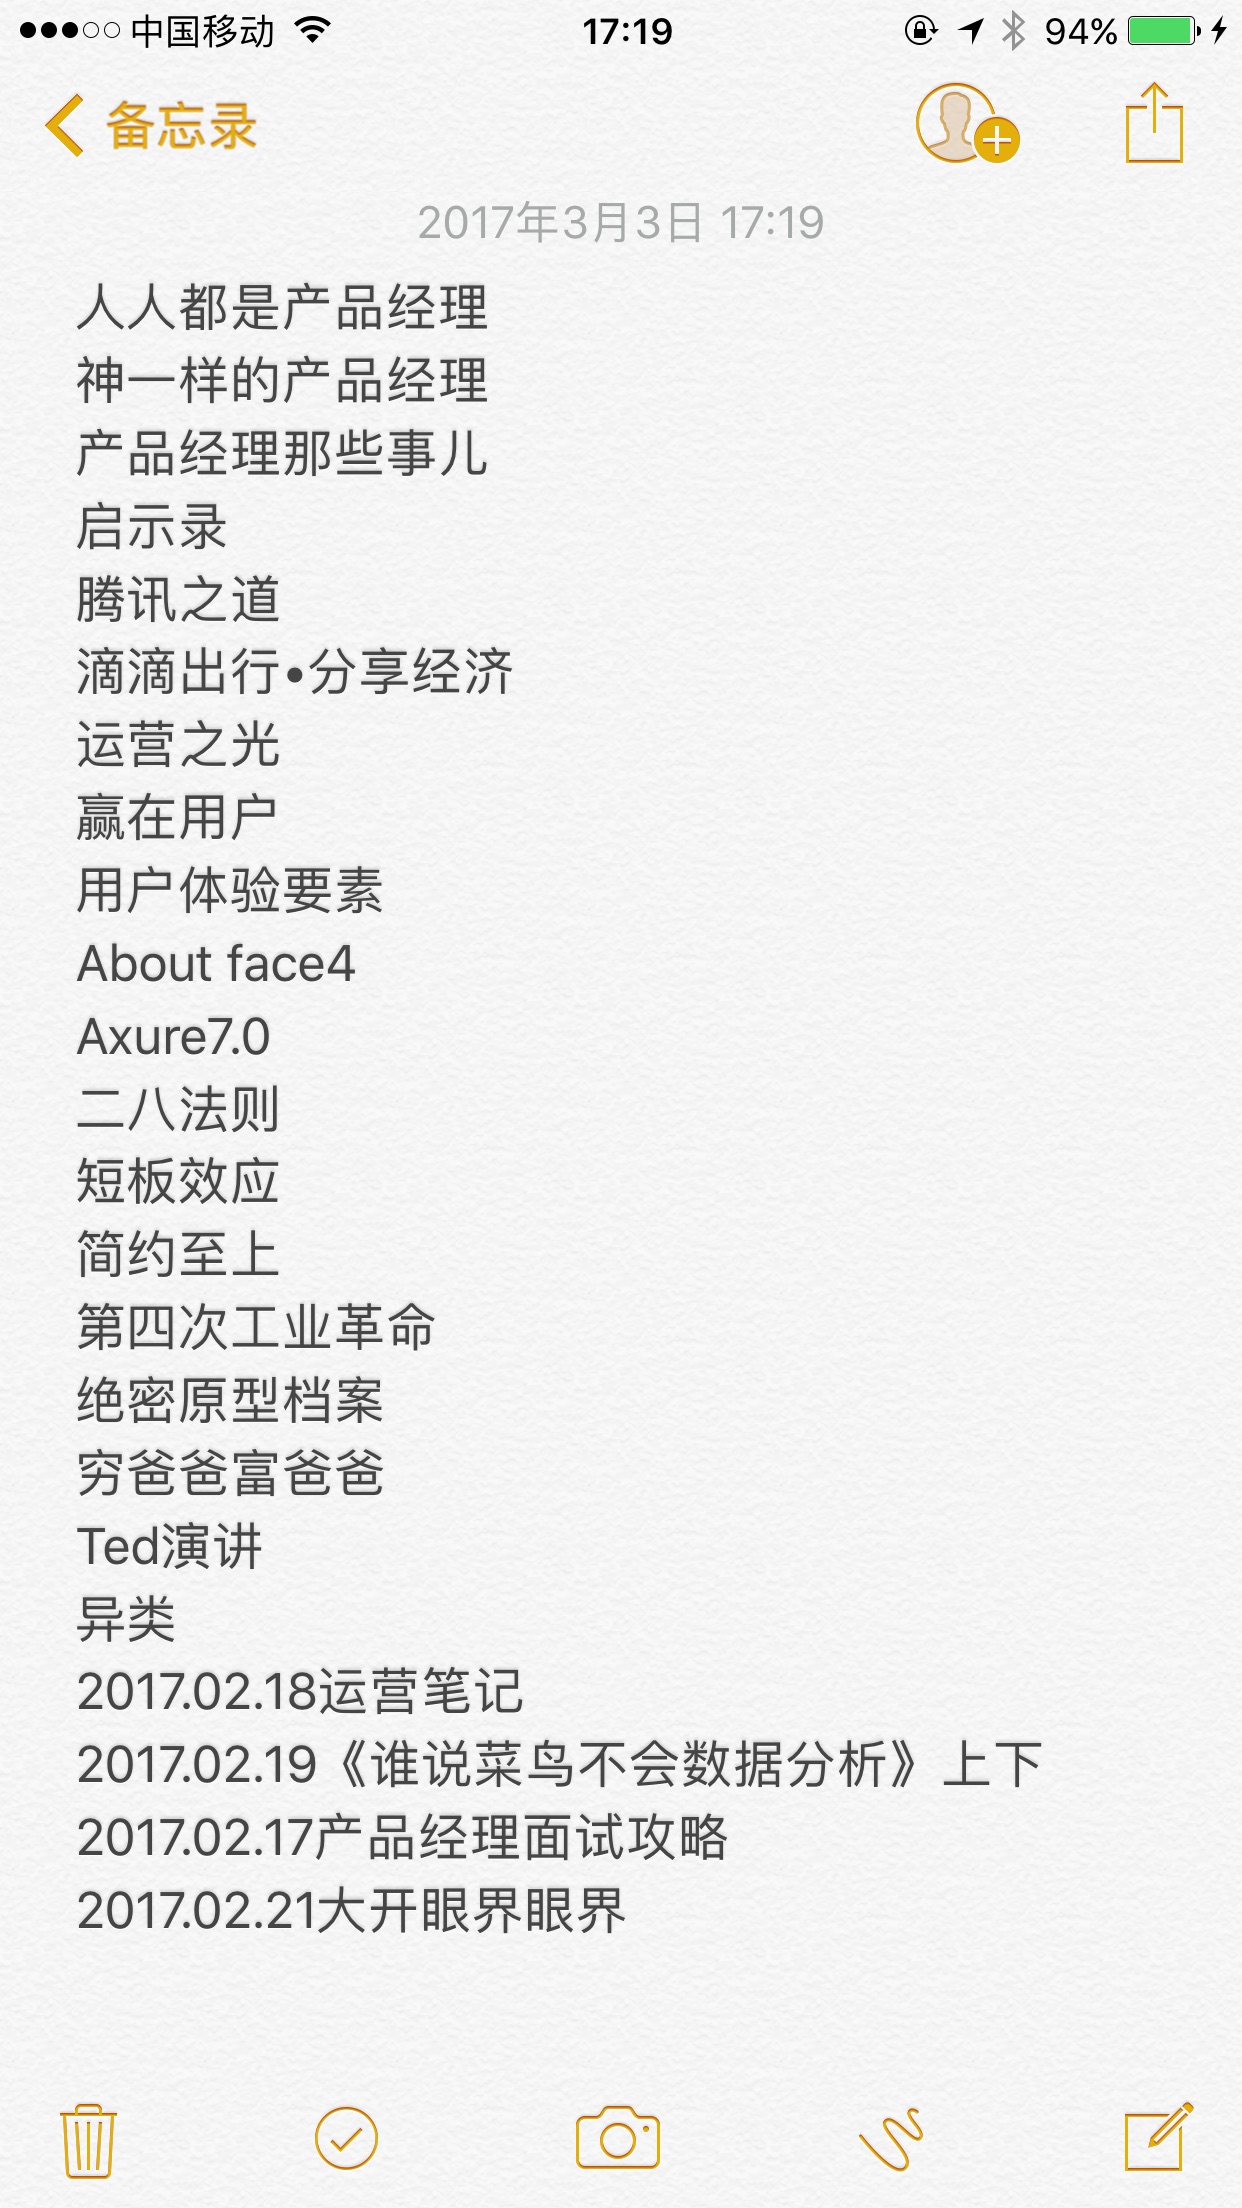 中国移动 17:19 94%
备忘录
2017年3月3日 17:19
人人都是产品经理
神一样的产品经理
产品经理那些事儿
启示录
腾讯之道
滴滴出行•分享经济
运营之光
赢在用户
用户体验要素
About face4
Axure7.0
二八法则
短板效应
简约至上
第四次工业革命
绝密原型档案
穷爸爸富爸爸
Ted演讲
异类
2017.02.18运营笔记
2017.02.19《谁说菜鸟不会数据分析》上下
2017.02.17产品经理面试攻略
2017.02.21大开眼界眼界